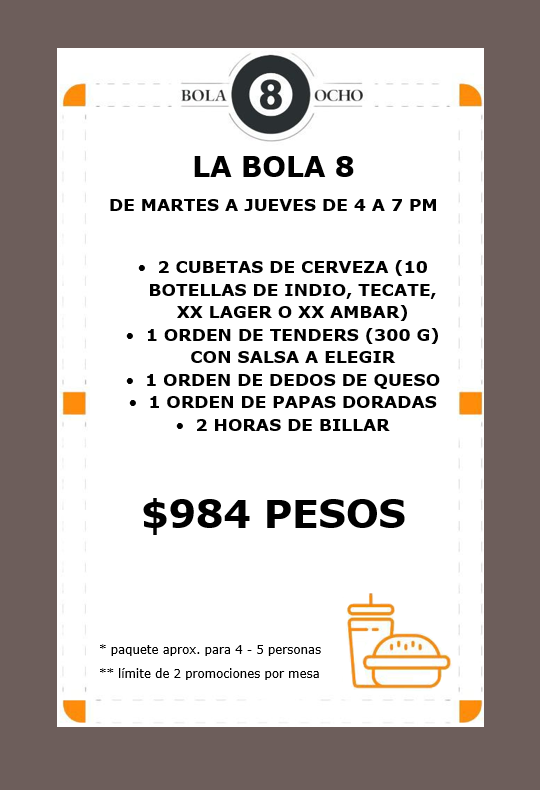 BOLA 8 OCHO
LA BOLA 8
DE MARTES A JUEVES DE 4 A 7 PM
• 2 CUBETAS DE CERVEZA (10
BOTELLAS DE INDIO, TECATE,
XX LAGER O XX AMBAR)
• 1 ORDEN DE TENDERS (300 G)
CON SALSA A ELEGIR
• 1 ORDEN DE DEDOS DE QUESO
• 1 ORDEN DE PAPAS DORADAS
• 2 HORAS DE BILLAR
$984 PESOS
* paquete aprox. para 4 - 5 personas
** límite de 2 promociones por mesa